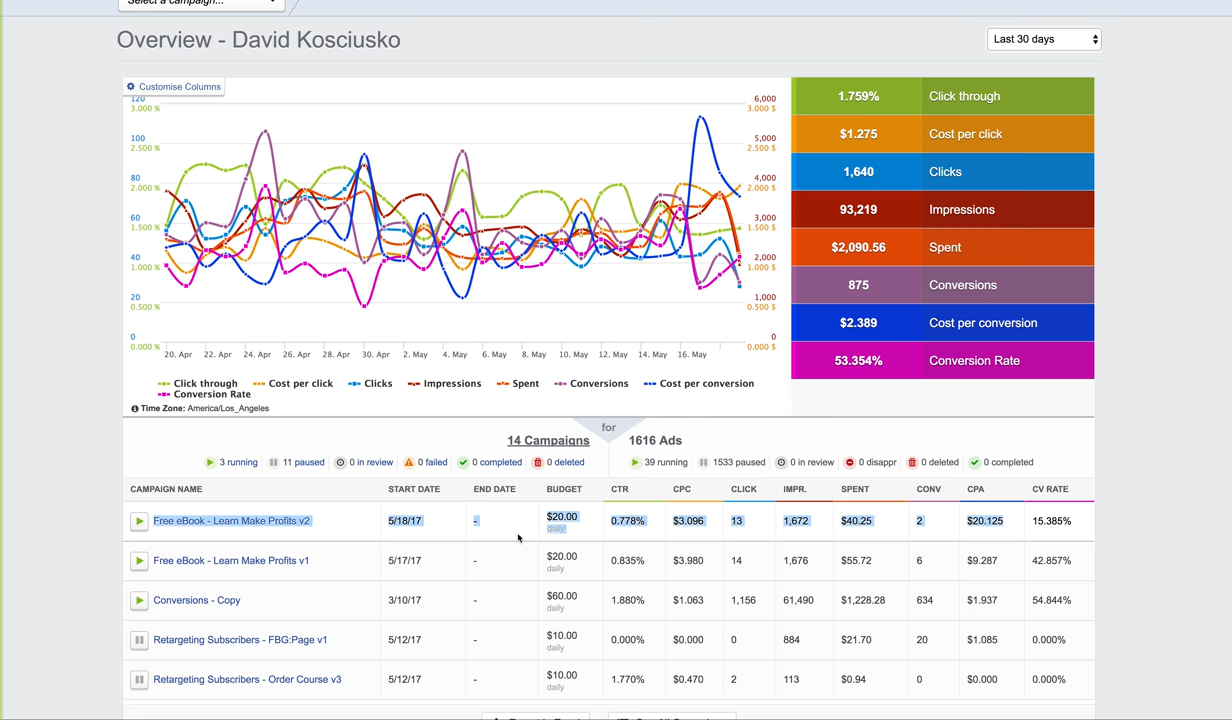 Select a campaign...
Overview - David Kosciusko
Last 30 days
Customise Columns
120
3.000 %
100
2.500 %
80
2.000 %
60
1.500 %
40
1.000 %
20
0.500 %
0
0.000 %
6,000
3.000 $
5,000
2.500 $
4,000
2.000 $
3,000
1.500 $
2,000
1.000 $
1,000
0.500 $
0
0.000 $
20. Apr 22. Apr 24. Apr 26. Apr 28. Apr 30. Apr 2. May 4. May 6. May 8. May 10. May 12. May 14. May 16. May
Click through Cost per click Clicks Impressions Spent Conversions Cost per conversion
Conversion Rate
Time Zone: America/Los_Angeles
1.759% Click through
$1.275 Cost per click
1,640 Clicks
93,219 Impressions
$2,090.56 Spent
875 Conversions
$2.389 Cost per conversion
53.354% Conversion Rate
for
14 Campaigns 1616 Ads
3 running 11 paused 0 in review 0 failed 0 completed 0 deleted 39 running 1533 paused 0 in review 0 disappr 0 deleted 0 completed
CAMPAIGN NAME START DATE END DATE BUDGET CTR CPC CLICK IMPR. SPENT CONV CPA CV RATE
Free eBook - Learn Make Profits v2 5/18/17 - $20.00 0.778% $3.096 13 1,672 $40.25 2 $20.125 15.385%
daily
Free eBook - Learn Make Profits v1 5/17/17 - $20.00 0.835% $3.980 14 1,676 $55.72 6 $9.287 42.857%
daily
Conversions - Copy 3/10/17 - $60.00 1.880% $1.063 1,156 61,490 $1,228.28 634 $1.937 54.844%
daily
Retargeting Subscribers - FBG:Page v1 5/12/17 - $10.00 0.000% $0.000 0 884 $21.70 20 $1.085 0.000%
daily
Retargeting Subscribers - Order Course v3 5/12/17 - $10.00 1.770% $0.470 2 113 $0.94 0 $0.000 0.000%
daily